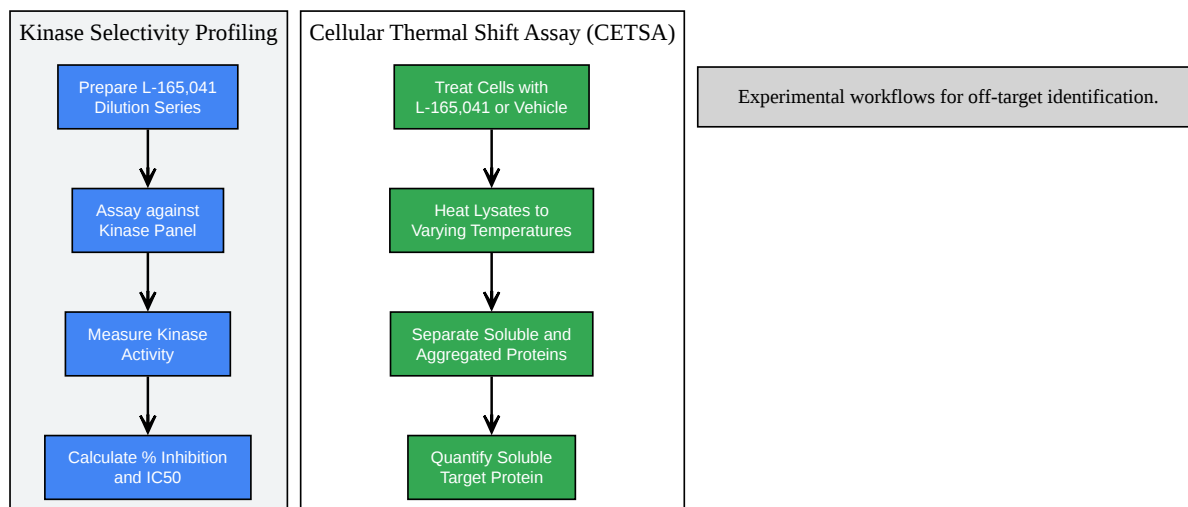 Kinase Selectivity Profiling
Prepare L-165,041
Dilution Series
Assay against
Kinase Panel
Measure Kinase
Activity
Calculate % Inhibition
and IC50
Cellular Thermal Shift Assay (CETSA)
Treat Cells with
L-165,041 or Vehicle
Heat Lysates to
Varying Temperatures
Separate Soluble and
Aggregated Proteins
Quantify Soluble
Target Protein
Experimental workflows for off-target identification.